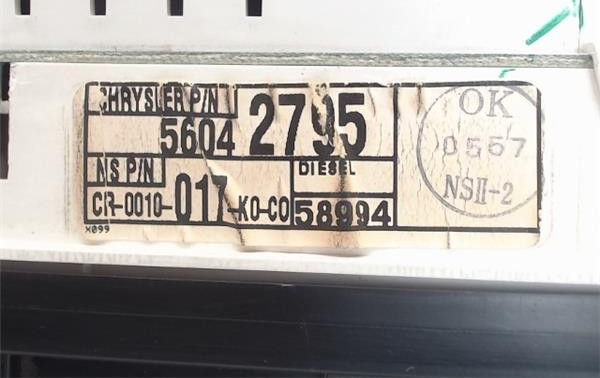 CHRYSLER P/N
5604 2795
NS P/N
CR-0010-017-KO-CO
DIESEL
58994
X099
OK
0557
NSII-2